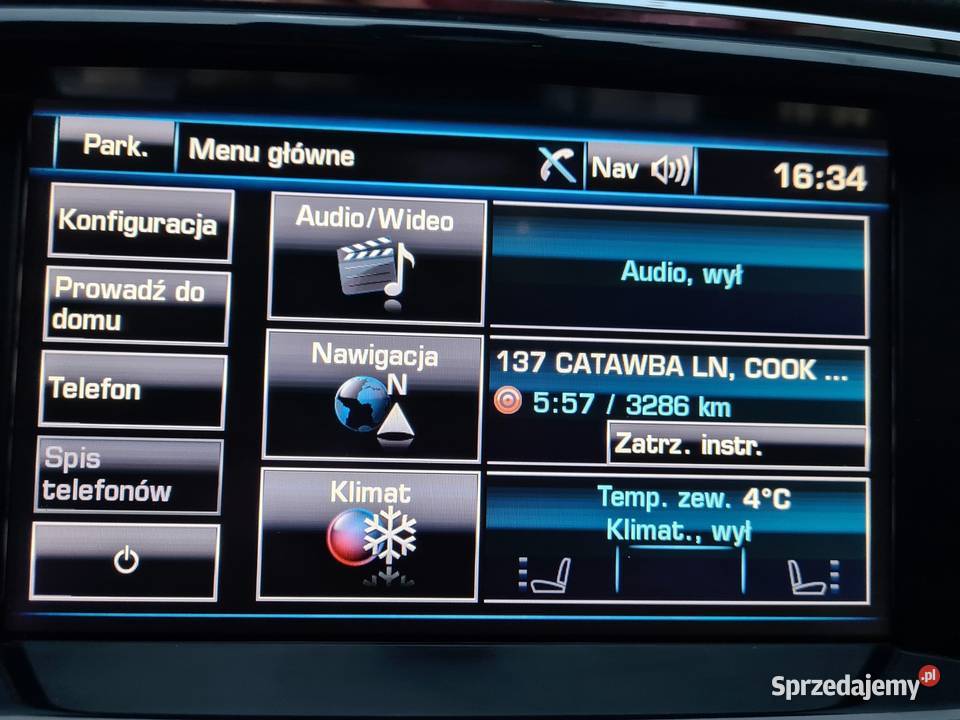 Park.
Menu główne
Nav
16:34
Konfiguracja
Audio/Wideo
Audio, wył
Prowadź do
domu
Nawigacja
N
137 CATAWBA LN, COOK ...
5:57 / 3286 km
Zatrz. instr.
Telefon
Spis
telefonów
Klimat
Temp. zew. 4°C
Klimat., wył
Sprzedajemy.pl